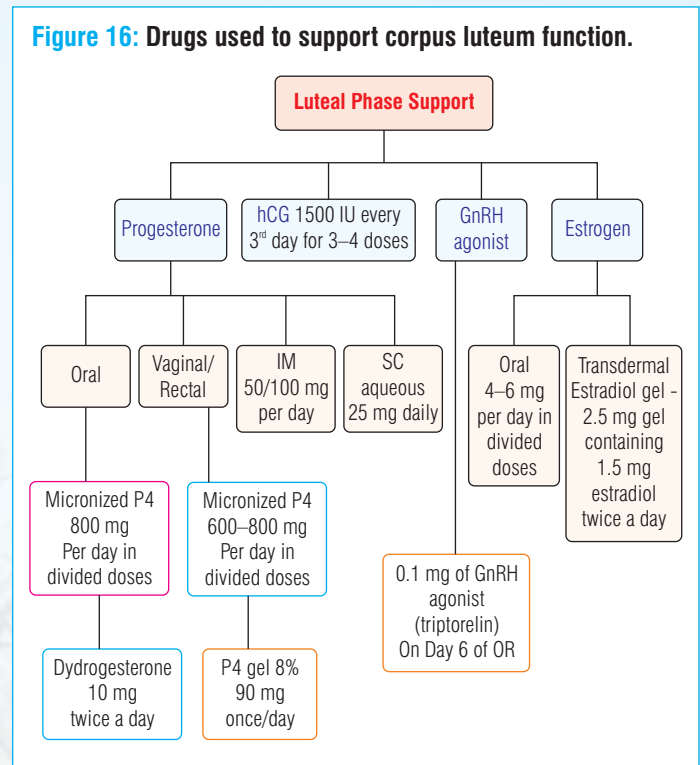 Figure 16: Drugs used to support corpus luteum function.
Luteal Phase Support
Progesterone
hCG 1500 IU every
3rd day for 3–4 doses
GnRH
agonist
Estrogen
Oral
Vaginal/
Rectal
IM
50/100 mg
per day
SC
aqueous
25 mg daily
Oral
4–6 mg
per day in
divided
doses
Transdermal
Estradiol gel -
2.5 mg gel
containing
1.5 mg
estradiol
twice a day
Micronized P4
800 mg
Per day in
divided doses
Micronized P4
600–800 mg
Per day in
divided doses
0.1 mg of GnRH
agonist
(triptorelin)
On Day 6 of OR
Dydrogesterone
10 mg
twice a day
P4 gel 8%
90 mg
once/day